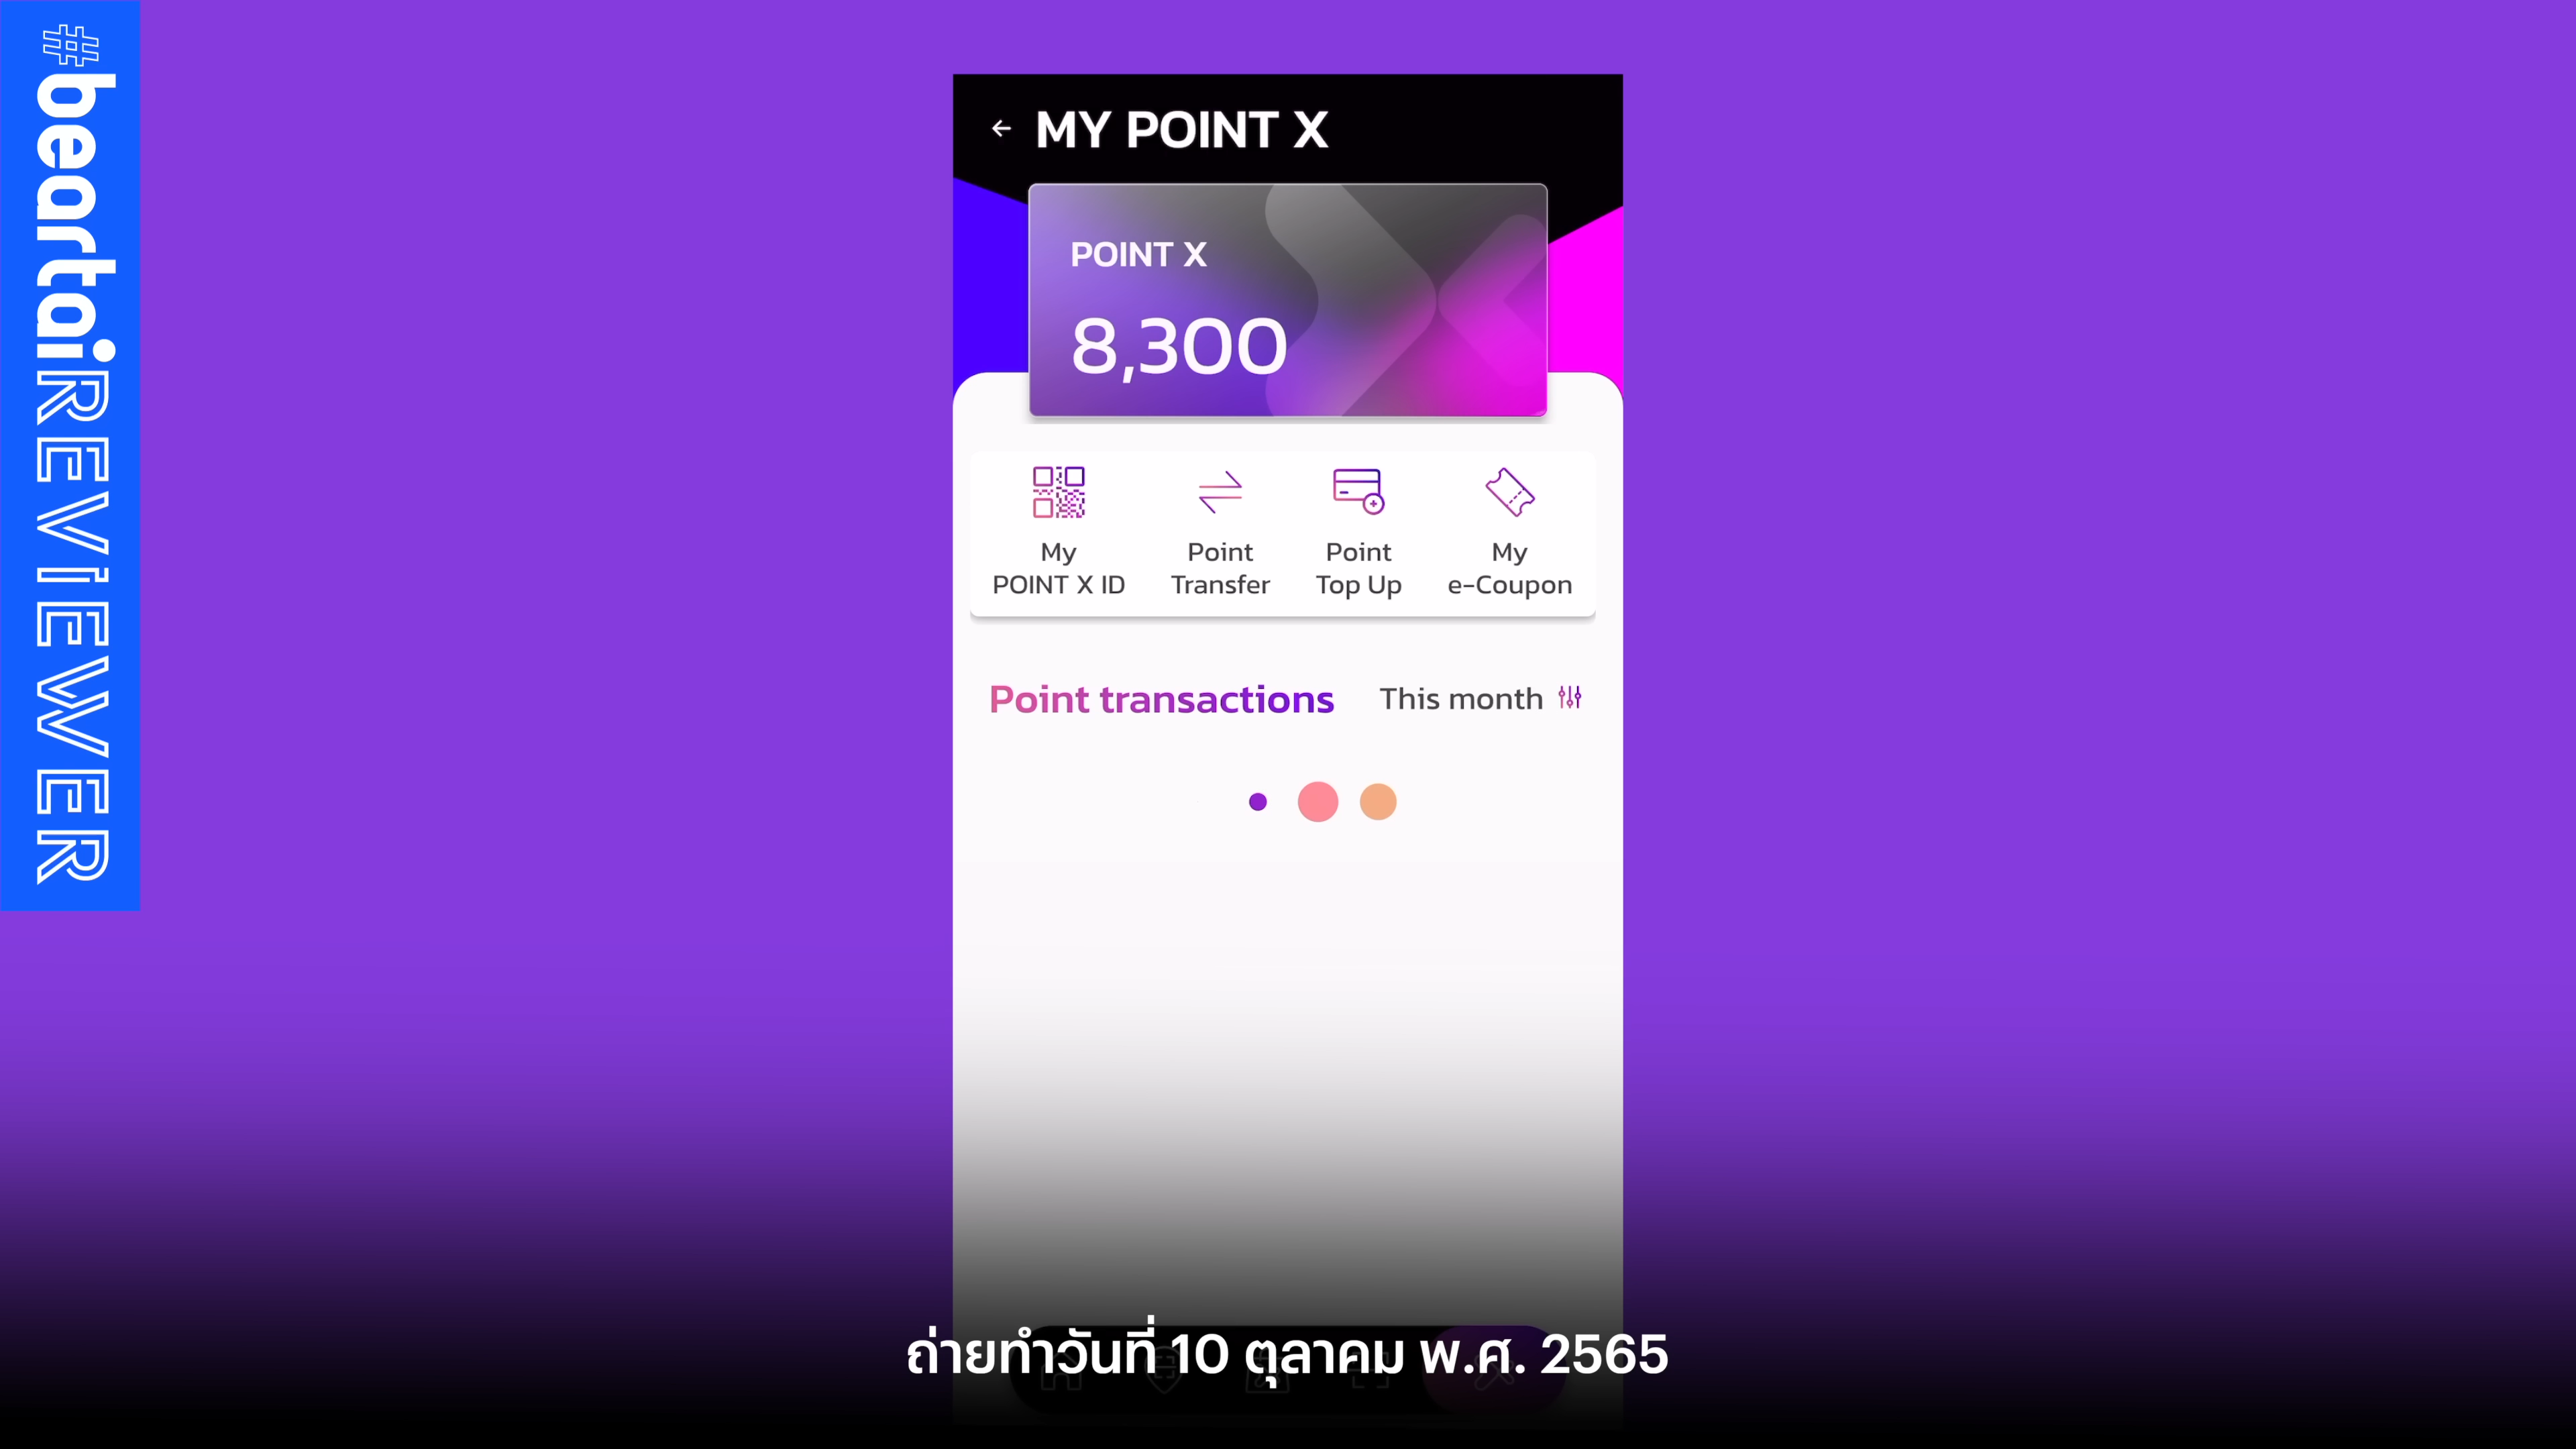 #beartaiREVIEWER
MY POINT X
POINT X
8,300
My
POINT X ID
Point
Transfer
Point
Top Up
My
e-Coupon
Point transactions
This month
ถ่ายทำวันที่ 10 ตุลาคม พ.ศ. 2565